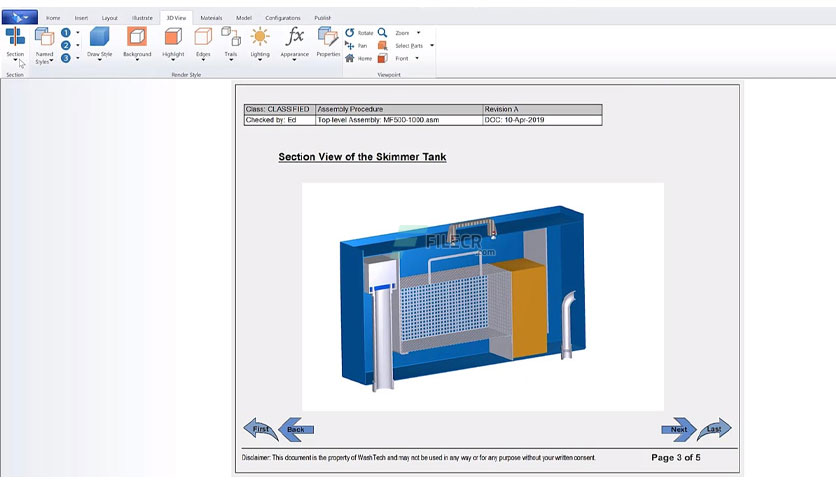 Home Insert Layout Illustrate 3D View Materials Model Configurations Publish
1 Rotate Zoom
2 Pan Select Parts
3 Home Front
Section Named Styles Draw Style Background Highlight Edges Trails Lighting fx Appearance Properties
Section Render Style Viewpoint
Class: CLASSIFIED Assembly Procedure Revision A
Checked by: Ed Top-level Assembly: MF500-1000.asm DOC: 10-Apr-2019
Section View of the Skimmer Tank
FILECR
.com
First Back Next Last
Disclaimer: This document is the property of WashTech and may not be used in any way or for any purpose without your written consent.
Page 3 of 5